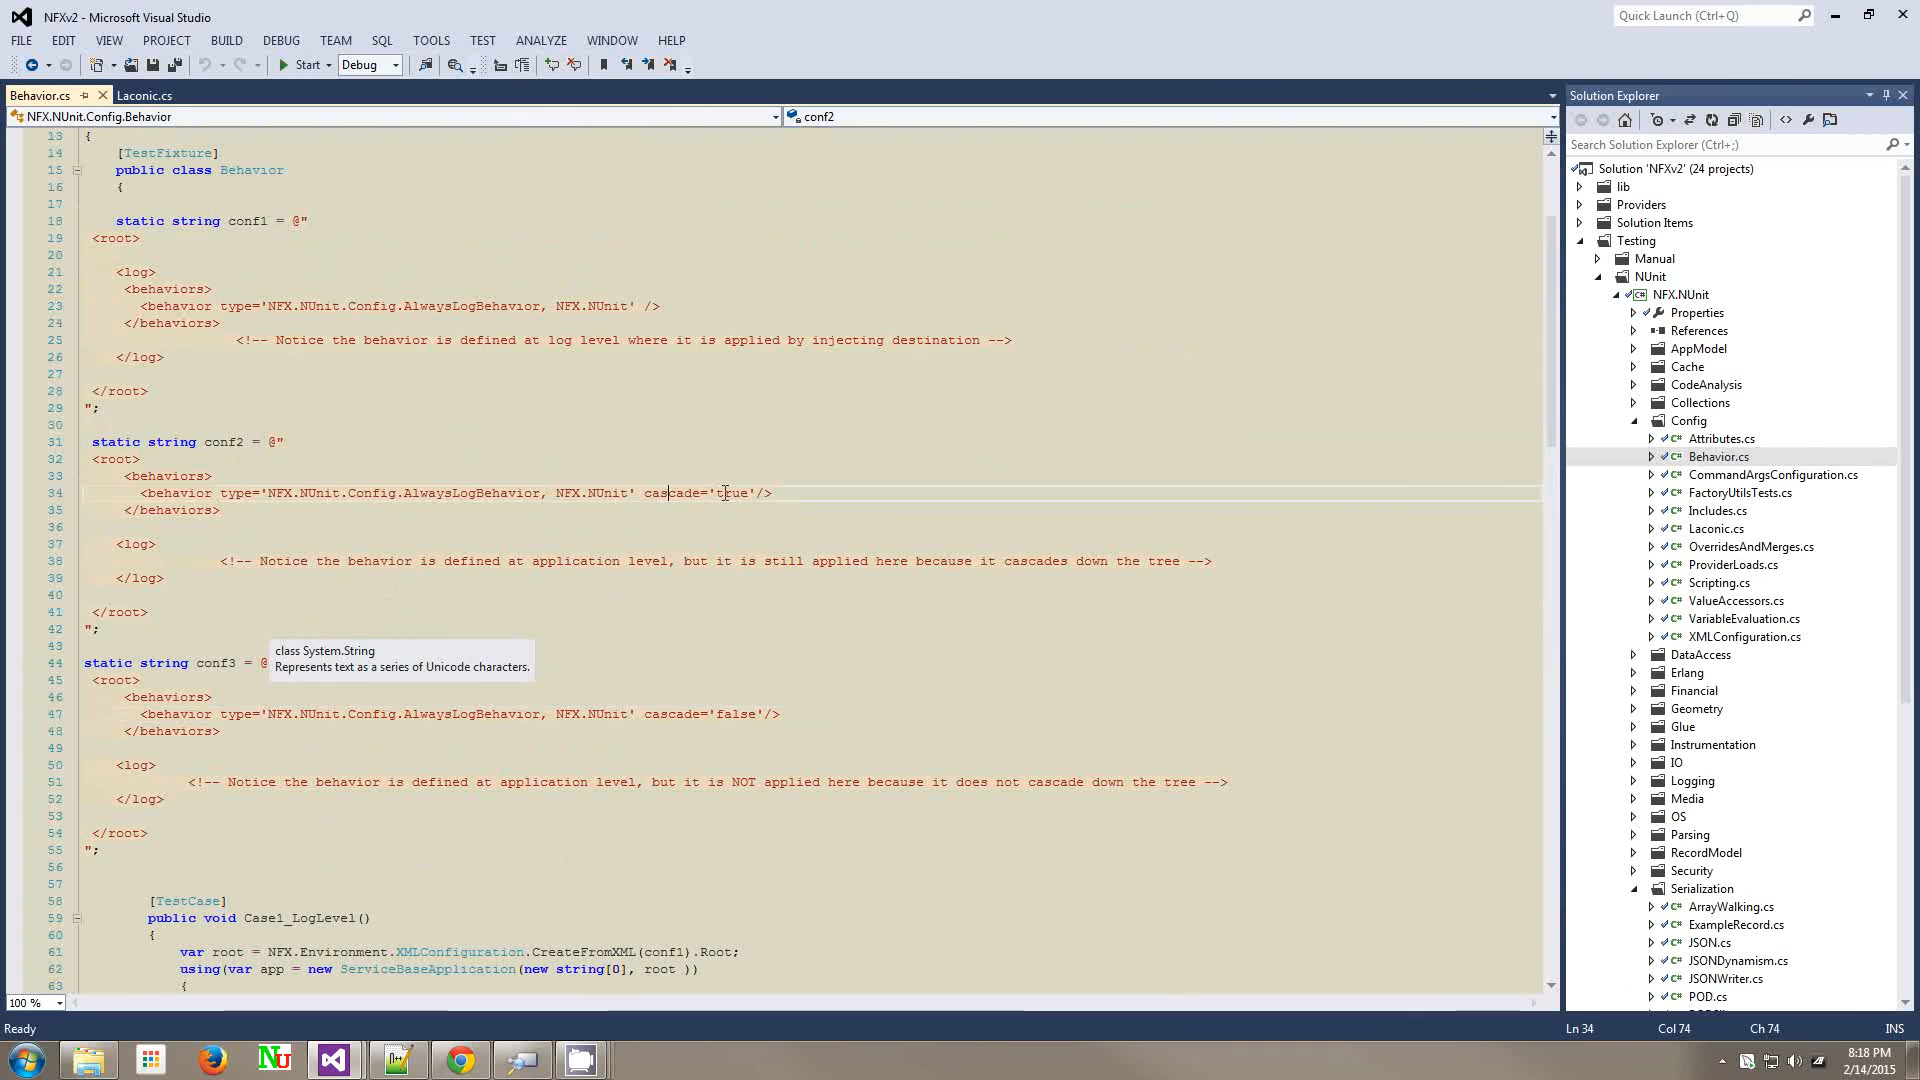 NFXv2 - Microsoft Visual Studio
Quick Launch (Ctrl+Q)
FILE EDIT VIEW PROJECT BUILD DEBUG TEAM SQL TOOLS TEST ANALYZE WINDOW HELP
Start Debug
Behavior.cs Laconic.cs
NFX.NUnit.Config.Behavior conf2
13 {
14 [TestFixture]
15 public class Behavior
16 {
17
18 static string conf1 = @"
19 <root>
20
21 <log>
22 <behaviors>
23 <behavior type='NFX.NUnit.Config.AlwaysLogBehavior, NFX.NUnit' />
24 </behaviors>
25 <!-- Notice the behavior is defined at log level where it is applied by injecting destination -->
26 </log>
27
28 </root>
29 ";
30
31 static string conf2 = @"
32 <root>
33 <behaviors>
34 <behavior type='NFX.NUnit.Config.AlwaysLogBehavior, NFX.NUnit' cascade='true'/>
35 </behaviors>
36
37 <log>
38 <!-- Notice the behavior is defined at application level, but it is still applied here because it cascades down the tree -->
39 </log>
40
41 </root>
42 ";
43
class System.String
Represents text as a series of Unicode characters.
44 static string conf3 = @
45 <root>
46 <behaviors>
47 <behavior type='NFX.NUnit.Config.AlwaysLogBehavior, NFX.NUnit' cascade='false'/>
48 </behaviors>
49
50 <log>
51 <!-- Notice the behavior is defined at application level, but it is NOT applied here because it does not cascade down the tree -->
52 </log>
53
54 </root>
55 ";
56
57
58 [TestCase]
59 public void Case1_LogLevel()
60 {
61 var root = NFX.Environment.XMLConfiguration.CreateFromXML(conf1).Root;
62 using(var app = new ServiceBaseApplication(new string[0], root ))
63 {
100 %
Solution Explorer
Search Solution Explorer (Ctrl+;)
Solution 'NFXv2' (24 projects)
lib
Providers
Solution Items
Testing
Manual
NUnit
C# NFX.NUnit
Properties
References
AppModel
Cache
CodeAnalysis
Collections
Config
C# Attributes.cs
C# Behavior.cs
C# CommandArgsConfiguration.cs
C# FactoryUtilsTests.cs
C# Includes.cs
C# Laconic.cs
C# OverridesAndMerges.cs
C# ProviderLoads.cs
C# Scripting.cs
C# ValueAccessors.cs
C# VariableEvaluation.cs
C# XMLConfiguration.cs
DataAccess
Erlang
Financial
Geometry
Glue
Instrumentation
IO
Logging
Media
OS
Parsing
RecordModel
Security
Serialization
C# ArrayWalking.cs
C# ExampleRecord.cs
C# JSON.cs
C# JSONDynamism.cs
C# JSONWriter.cs
C# POD.cs
Ready Ln 34 Col 74 Ch 74 INS
Nu
8:18 PM
2/14/2015